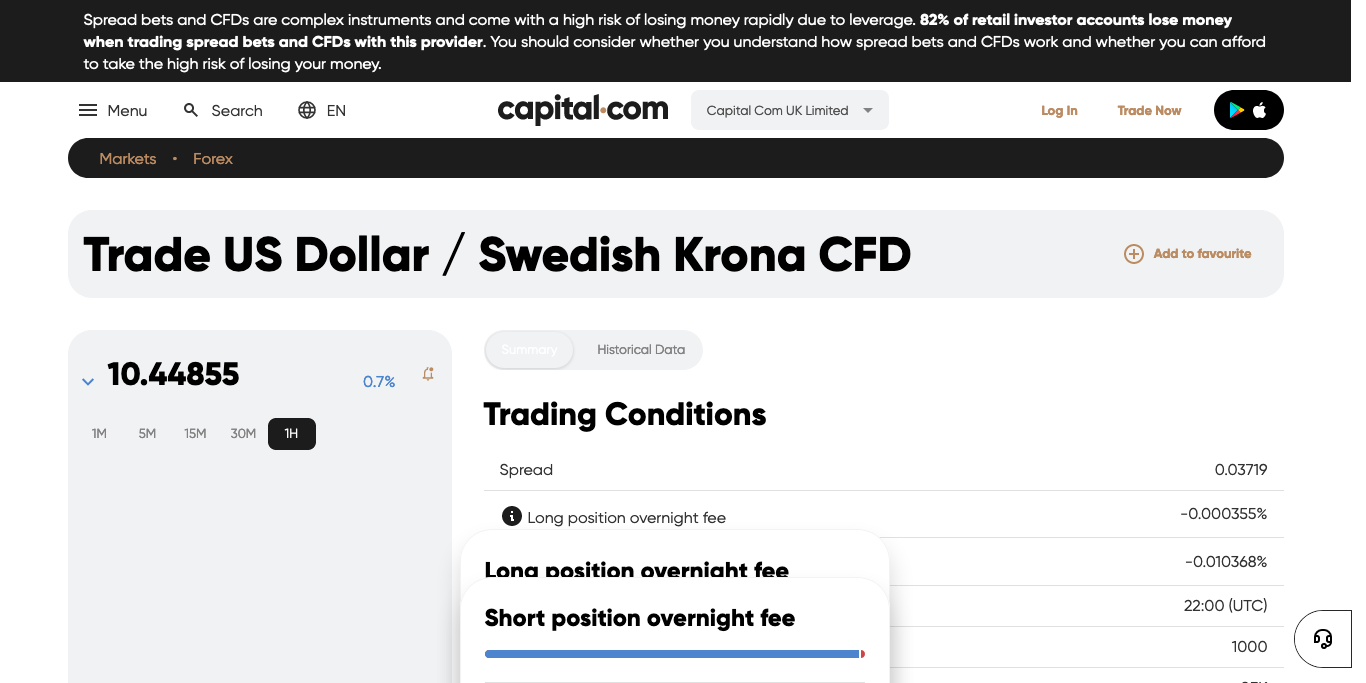 Spread bets and CFDs are complex instruments and come with a high risk of losing money rapidly due to leverage. 82% of retail investor accounts lose money
when trading spread bets and CFDs with this provider. You should consider whether you understand how spread bets and CFDs work and whether you can afford
to take the high risk of losing your money.
Menu Search EN capital.com Capital Com UK Limited Log In Trade Now
Markets • Forex
Trade US Dollar / Swedish Krona CFD Add to favourite
10.44855 0.7%
1M 5M 15M 30M 1H
Summary Historical Data
Trading Conditions
Spread 0.03719
Long position overnight fee -0.000355%
Long position overnight fee
-0.010368%
Short position overnight fee
22:00 (UTC)
1000